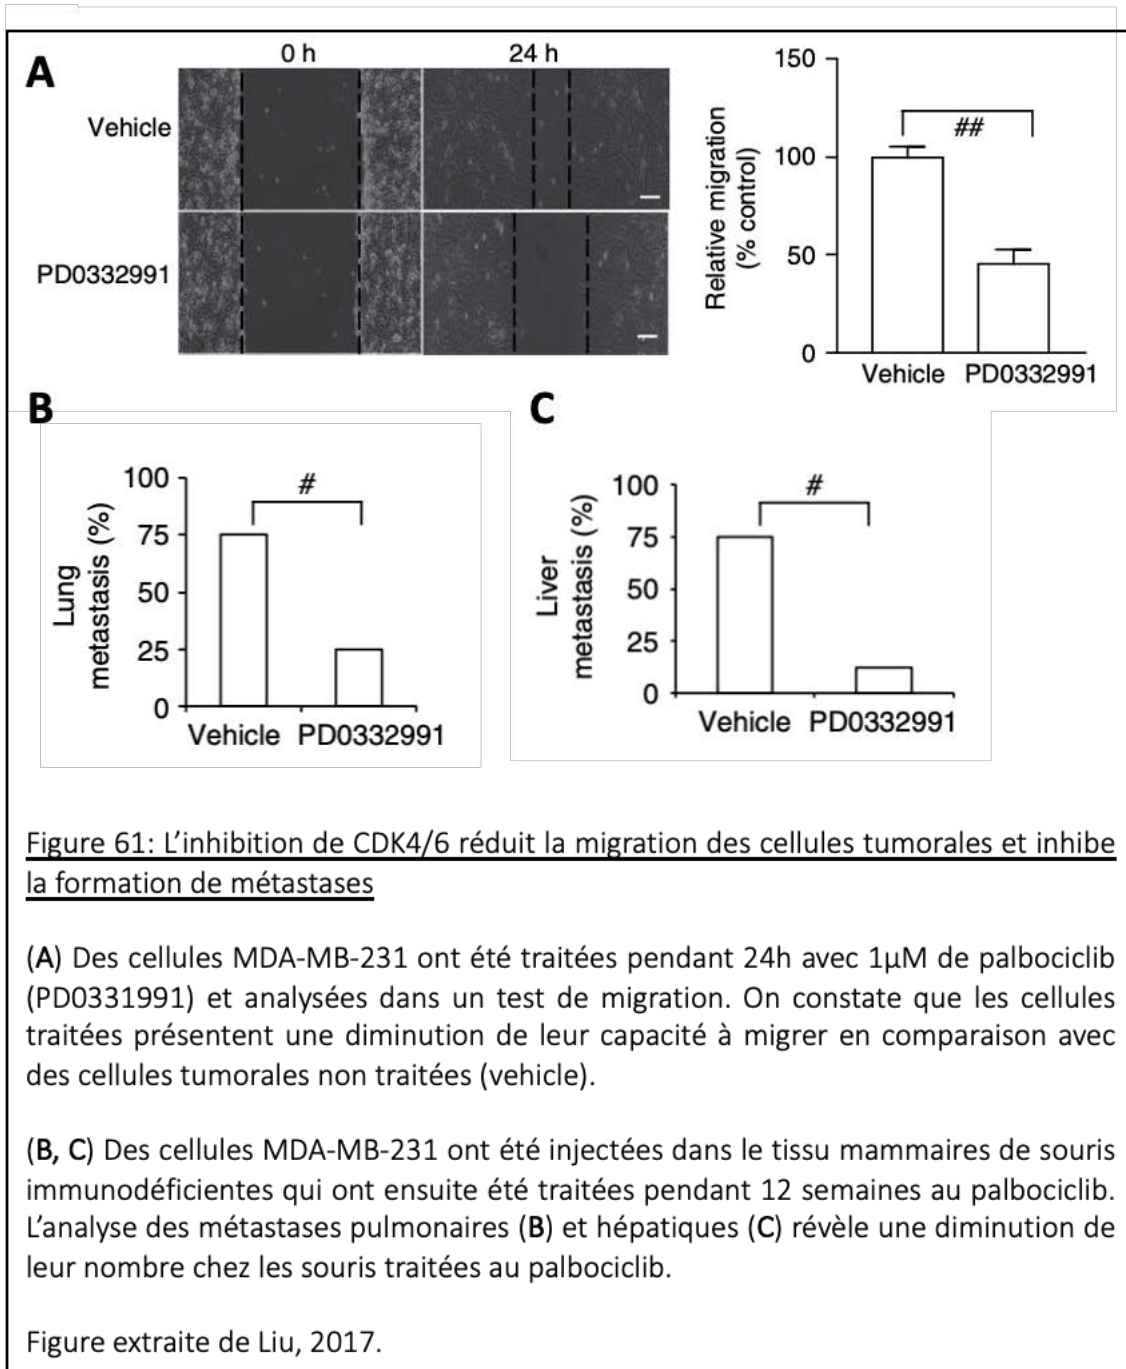 A
0 h
24 h
Vehicle
PD0332991
Relative migration
(% control)
150
100
50
0
##
Vehicle PD0332991
B
Lung
metastasis (%)
100
75
50
25
0
#
Vehicle PD0332991
C
Liver
metastasis (%)
100
75
50
25
0
#
Vehicle PD0332991
Figure 61: L’inhibition de CDK4/6 réduit la migration des cellules tumorales et inhibe
la formation de métastases
(A) Des cellules MDA-MB-231 ont été traitées pendant 24h avec 1μM de palbociclib
(PD0331991) et analysées dans un test de migration. On constate que les cellules
traitées présentent une diminution de leur capacité à migrer en comparaison avec
des cellules tumorales non traitées (vehicle).
(B, C) Des cellules MDA-MB-231 ont été injectées dans le tissu mammaires de souris
immunodéficientes qui ont ensuite été traitées pendant 12 semaines au palbociclib.
L’analyse des métastases pulmonaires (B) et hépatiques (C) révèle une diminution de
leur nombre chez les souris traitées au palbociclib.
Figure extraite de Liu, 2017.